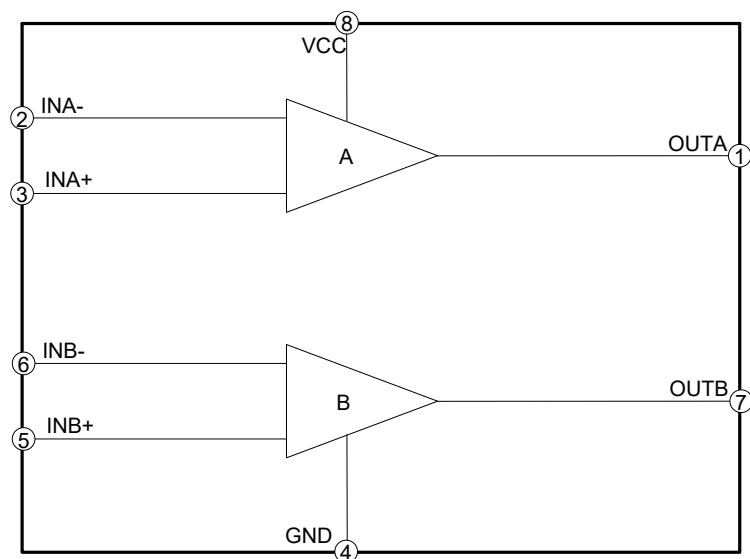 8
VCC
2 INA-
A
OUTA 1
3 INA+
6 INB-
B
OUTB 7
5 INB+
GND
4